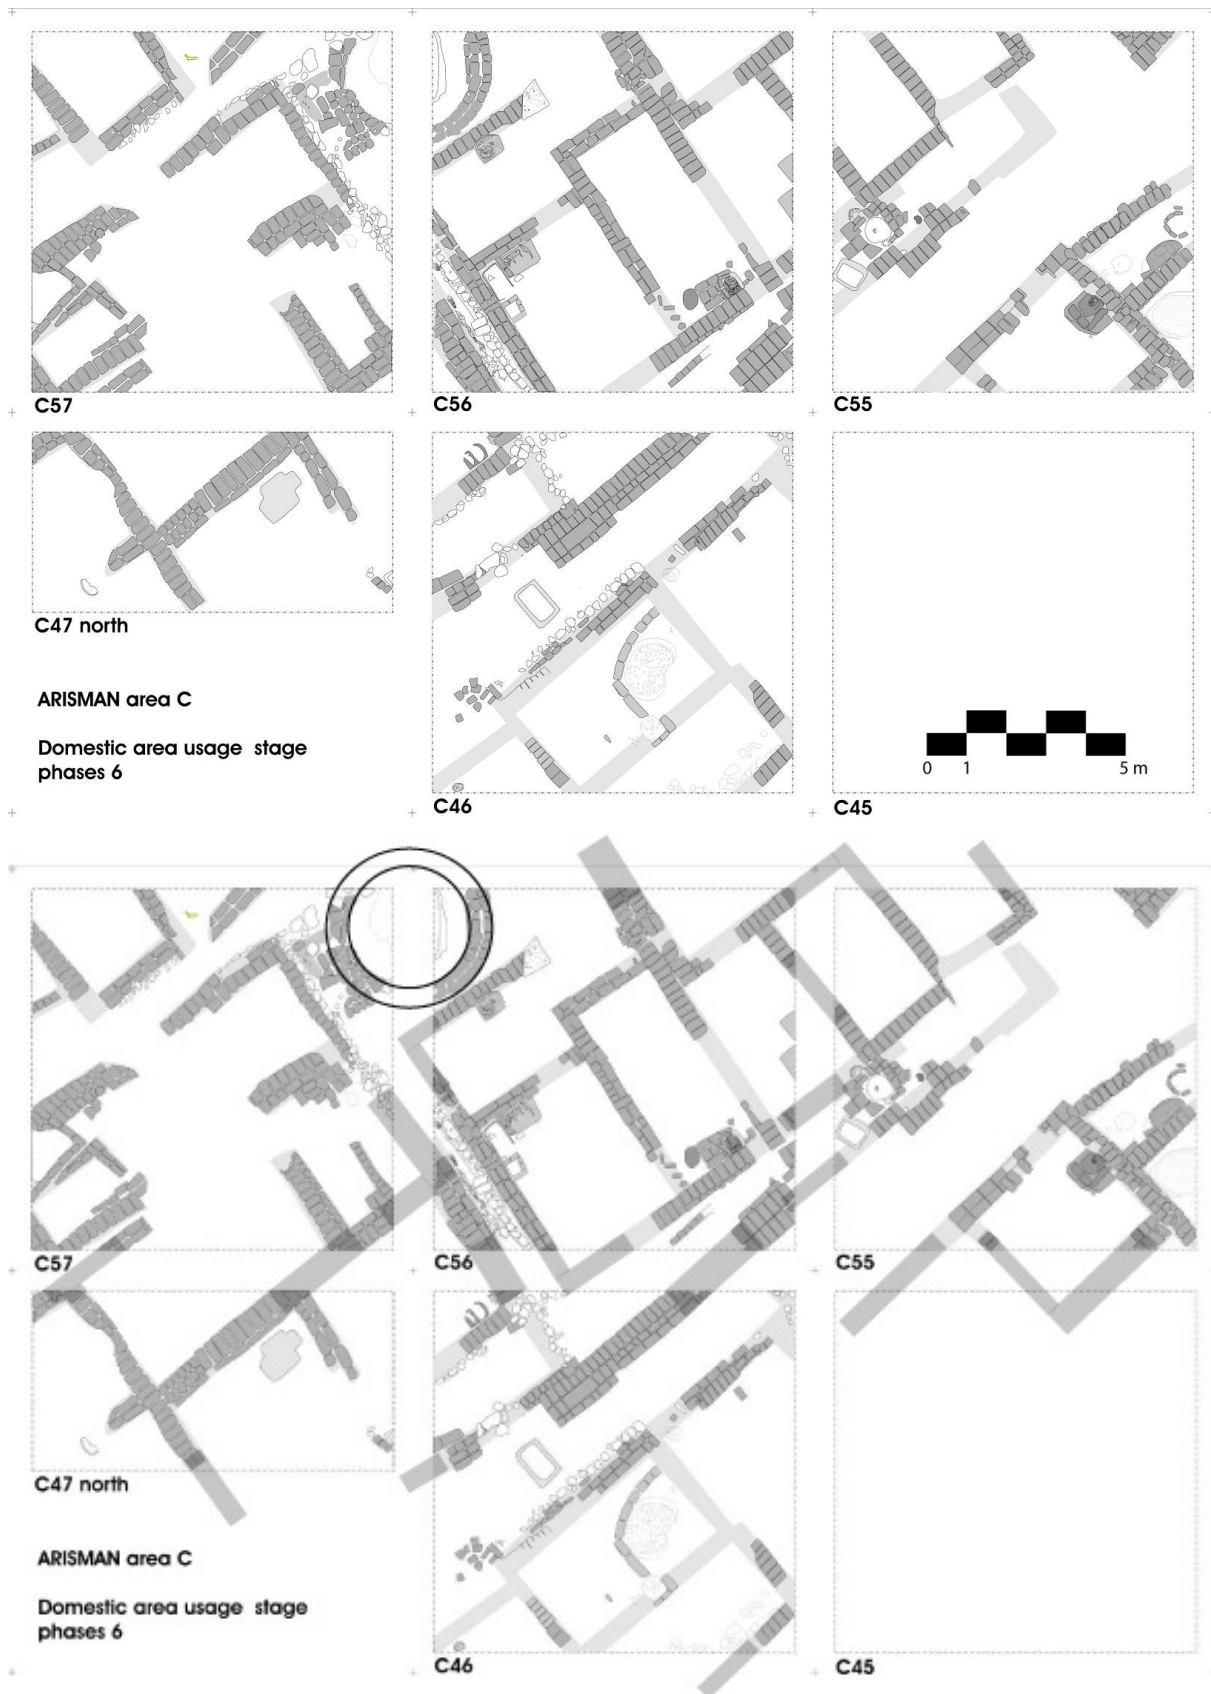 C57
C56
C55
C47 north
ARISMAN area C
Domestic area usage stage
phases 6
0 1 5 m
C46
C45
C57
C56
C55
C47 north
ARISMAN area C
Domestic area usage stage
phases 6
C46
C45